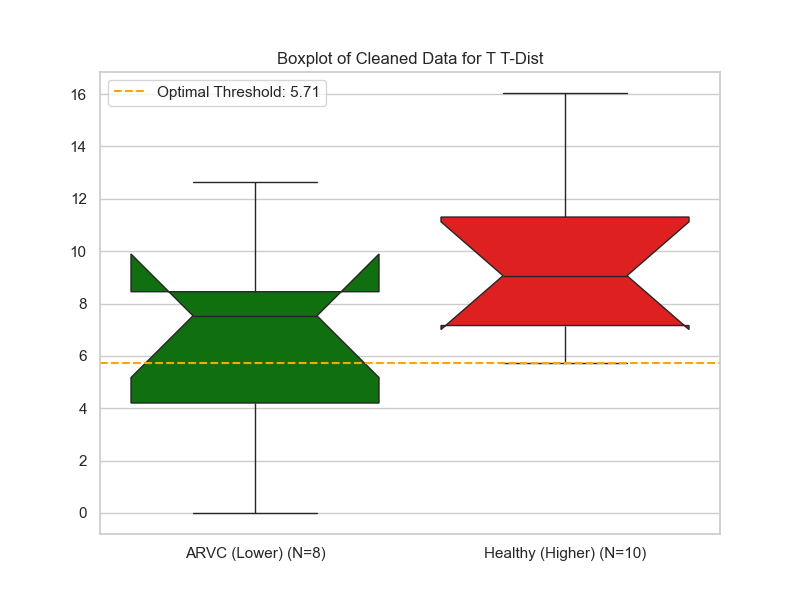 Boxplot of Cleaned Data for T T-Dist
Optimal Threshold: 5.71
16
14
12
10
8
6
4
2
0
ARVC (Lower) (N=8)
Healthy (Higher) (N=10)